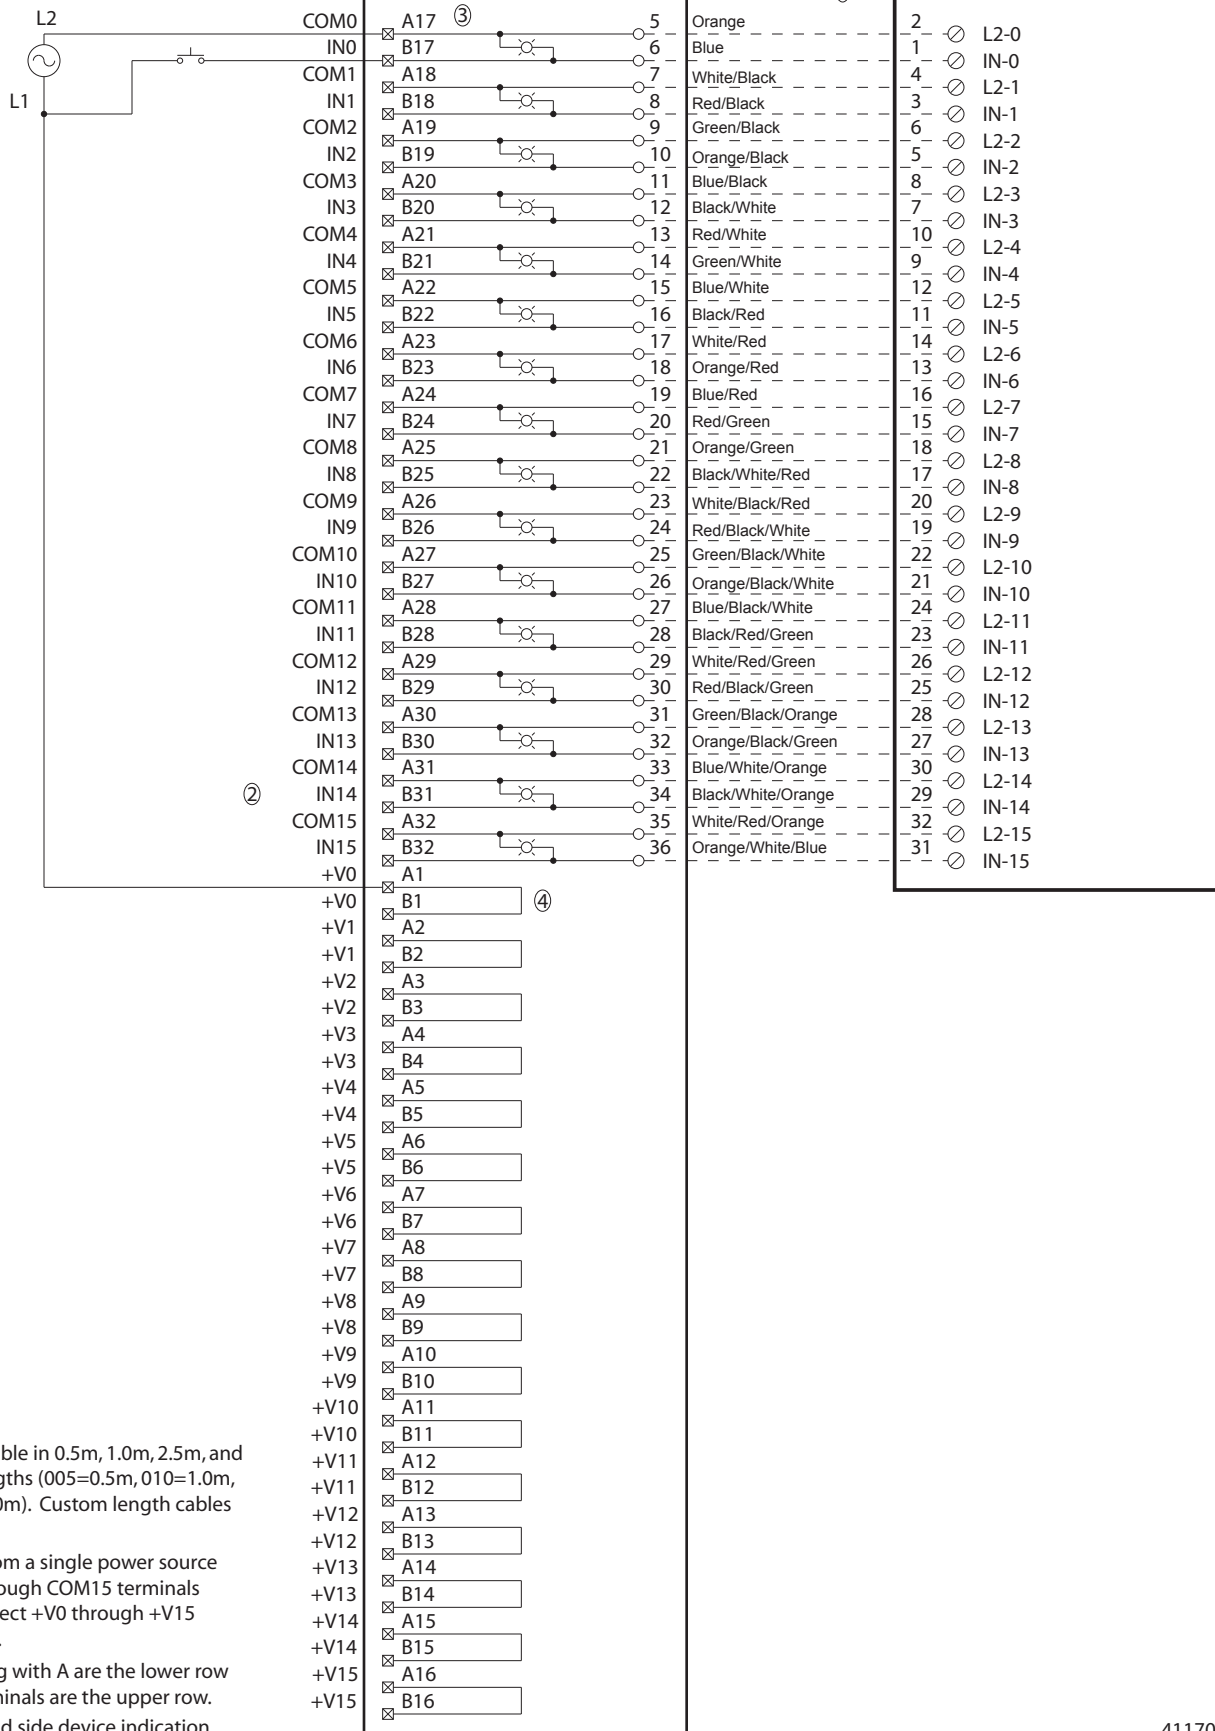 L2 COM0 A17 ③ 5 Orange 2 L2-0
IN0 B17 6 Blue 1 IN-0
COM1 A18 7 White/Black 4 L2-1
L1 IN1 B18 8 Red/Black 3 IN-1
COM2 A19 9 Green/Black 6 L2-2
IN2 B19 10 Orange/Black 5 IN-2
COM3 A20 11 Blue/Black 8 L2-3
IN3 B20 12 Black/White 7 IN-3
COM4 A21 13 Red/White 10 L2-4
IN4 B21 14 Green/White 9 IN-4
COM5 A22 15 Blue/White 12 L2-5
IN5 B22 16 Black/Red 11 IN-5
COM6 A23 17 White/Red 14 L2-6
IN6 B23 18 Orange/Red 13 IN-6
COM7 A24 19 Blue/Red 16 L2-7
IN7 B24 20 Red/Green 15 IN-7
COM8 A25 21 Orange/Green 18 L2-8
IN8 B25 22 Black/White/Red 17 IN-8
COM9 A26 23 White/Black/Red 20 L2-9
IN9 B26 24 Red/Black/White 19 IN-9
COM10 A27 25 Green/Black/White 22 L2-10
IN10 B27 26 Orange/Black/White 21 IN-10
COM11 A28 27 Blue/Black/White 24 L2-11
IN11 B28 28 Black/Red/Green 23 IN-11
COM12 A29 29 White/Red/Green 26 L2-12
IN12 B29 30 Red/Black/Green 25 IN-12
COM13 A30 31 Green/Black/Orange 28 L2-13
IN13 B30 32 Orange/Black/Green 27 IN-13
COM14 A31 33 Blue/White/Orange 30 L2-14
② IN14 B31 34 Black/White/Orange 29 IN-14
COM15 A32 35 White/Red/Orange 32 L2-15
IN15 B32 36 Orange/White/Blue 31 IN-15
+V0 A1
+V0 B1 ④
+V1 A2
+V1 B2
+V2 A3
+V2 B3
+V3 A4
+V3 B4
+V4 A5
+V4 B5
+V5 A6
+V5 B6
+V6 A7
+V6 B7
+V7 A8
+V7 B8
+V8 A9
+V8 B9
+V9 A10
+V9 B10
+V10 A11
+V10 B11
+V11 A12
+V11 B12
+V12 A13
+V12 B13
+V13 A14
+V13 B14
+V14 A15
+V14 B15
+V15 A16
+V15 B16
ble in 0.5m, 1.0m, 2.5m, and
gths (005=0.5m, 010=1.0m,
0m). Custom length cables
om a single power source
ough COM15 terminals
ect +V0 through +V15
.
g with A are the lower row
minals are the upper row.
d side device indication
41170